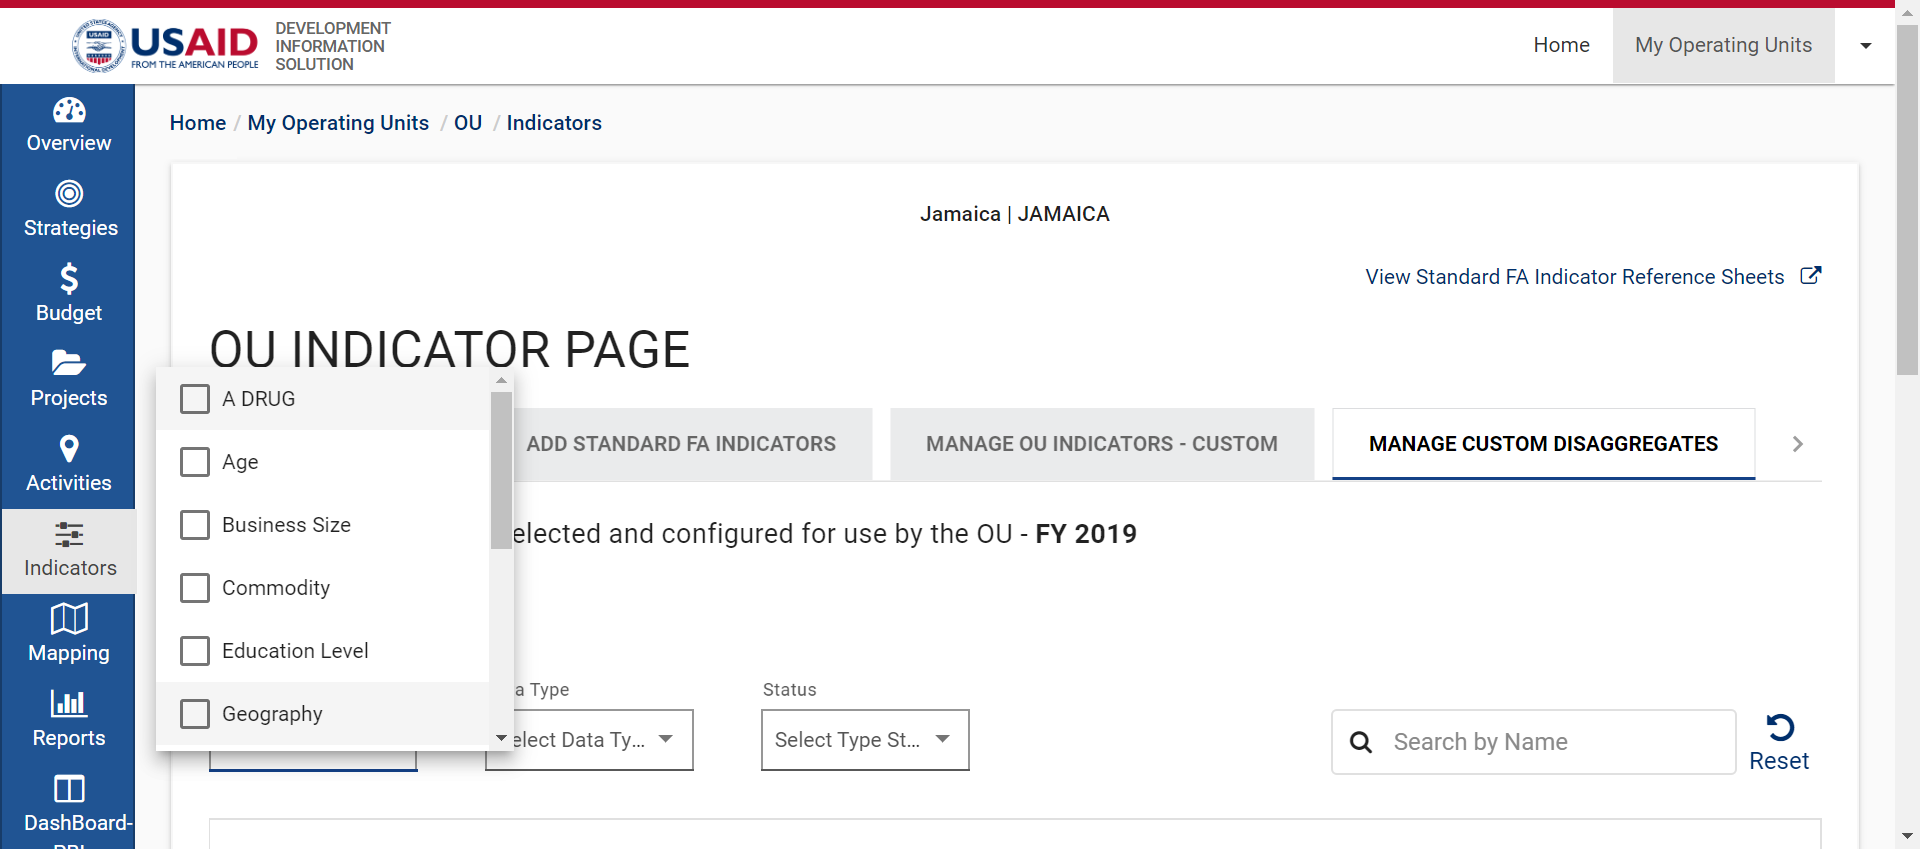 USAID
FROM THE AMERICAN PEOPLE
DEVELOPMENT
INFORMATION
SOLUTION
Home
My Operating Units
Overview
Strategies
Budget
Projects
Activities
Indicators
Mapping
Reports
DashBoard-
Home / My Operating Units / OU / Indicators
Jamaica | JAMAICA
View Standard FA Indicator Reference Sheets
OU INDICATOR PAGE
A DRUG
Age
Business Size
Commodity
Education Level
Geography
ADD STANDARD FA INDICATORS
MANAGE OU INDICATORS - CUSTOM
MANAGE CUSTOM DISAGGREGATES
elected and configured for use by the OU - FY 2019
a Type
elect Data Ty...
Status
Select Type St...
Search by Name
Reset